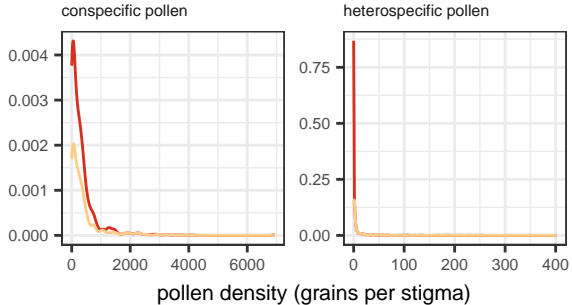 conspecific pollen
heterospecific pollen
0.004
0.003
0.002
0.001
0.000
0.75
0.50
0.25
0.00
0 2000 4000 6000
0 100 200 300 400
pollen density (grains per stigma)